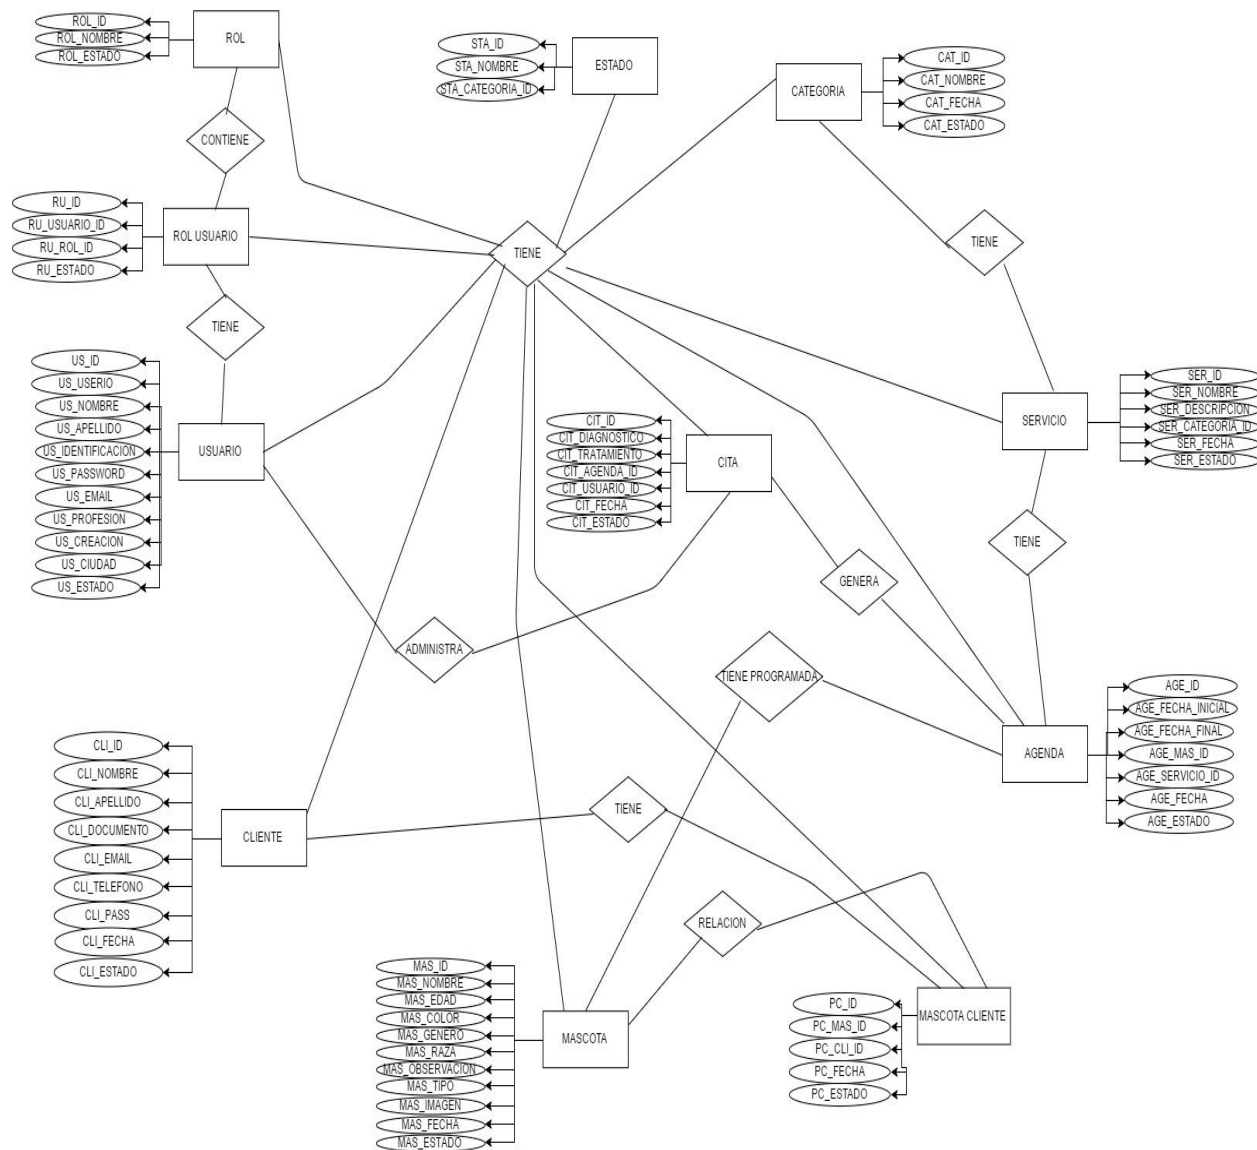 ROL_ID
ROL_NOMBRE
ROL_ESTADO
ROL
STA_ID
STA_NOMBRE
STA_CATEGORIA_ID
ESTADO
CATEGORIA
CAT_ID
CAT_NOMBRE
CAT_FECHA
CAT_ESTADO
CONTIENE
RU_ID
RU_USUARIO_ID
RU_ROL_ID
RU_ESTADO
ROL USUARIO
TIENE
TIENE
TIENE
US_ID
US_USERIO
US_NOMBRE
US_APELLIDO
US_IDENTIFICACION
US_PASSWORD
US_EMAIL
US_PROFESION
US_CREACION
US_CIUDAD
US_ESTADO
USUARIO
CIT_ID
CIT_DIAGNOSTICO
CIT_TRATAMIENTO
CIT_AGENDA_ID
CIT_USUARIO_ID
CIT_FECHA
CIT_ESTADO
CITA
SERVICIO
SER_ID
SER_NOMBRE
SER_DESCRIPCION
SER_CATEGORIA_ID
SER_FECHA
SER_ESTADO
TIENE
GENERA
ADMINISTRA
TIENE PROGRAMADA
AGENDA
AGE_ID
AGE_FECHA_INICIAL
AGE_FECHA_FINAL
AGE_MAS_ID
AGE_SERVICIO_ID
AGE_FECHA
AGE_ESTADO
CLI_ID
CLI_NOMBRE
CLI_APELLIDO
CLI_DOCUMENTO
CLI_EMAIL
CLI_TELEFONO
CLI_PASS
CLI_FECHA
CLI_ESTADO
CLIENTE
TIENE
RELACION
MAS_ID
MAS_NOMBRE
MAS_EDAD
MAS_COLOR
MAS_GENERO
MAS_RAZA
MAS_OBSERVACION
MAS_TIPO
MAS_IMAGEN
MAS_FECHA
MAS_ESTADO
MASCOTA
PC_ID
PC_MAS_ID
PC_CLI_ID
PC_FECHA
PC_ESTADO
MASCOTA CLIENTE